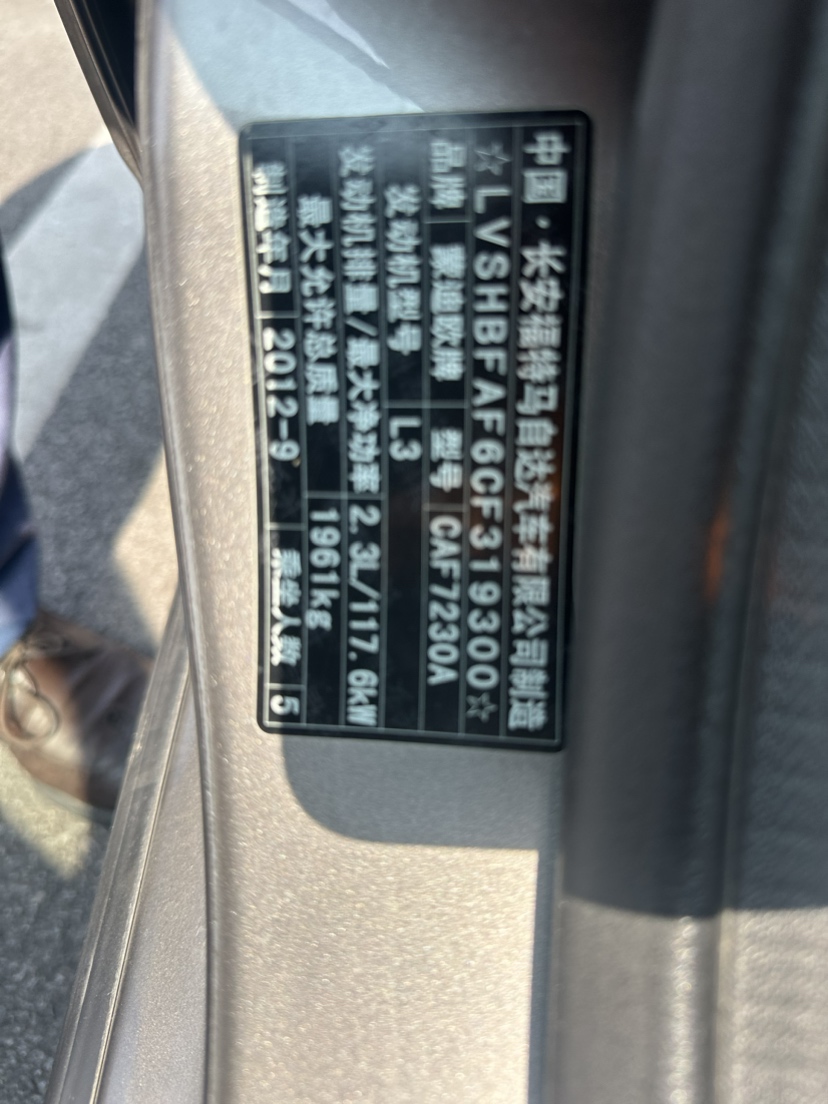 中国·长安福特马自达汽车有限公司制造
☆LVSHBFAF6CF319300☆
品牌 蒙迪欧牌 型号 CAF7230A
发动机型号 L3
发动机排量/最大净功率 2.3L/117.6kW
最大允许总质量 1961kg
制造年月 2012-9 乘坐人数 5